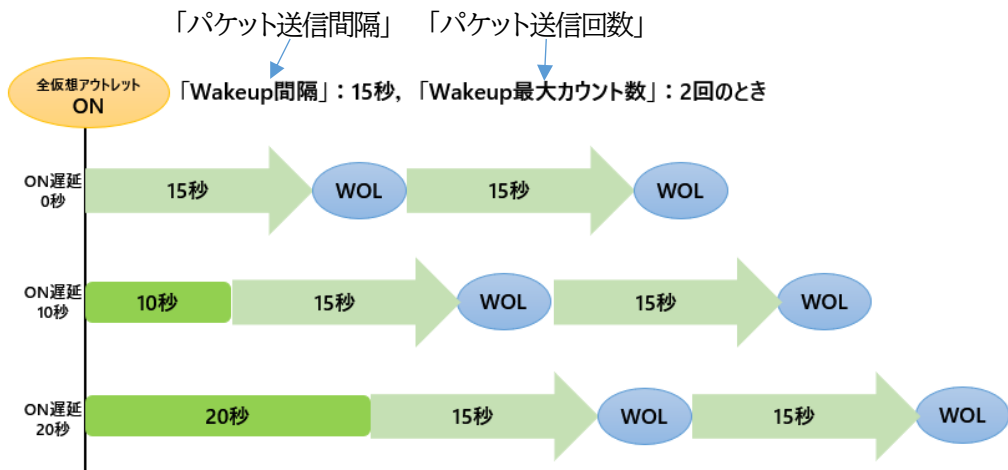 「パケット送信間隔」 「パケット送信回数」
全仮想アウトレット
ON
「Wakeup間隔」：15秒, 「Wakeup最大カウント数」：2回のとき
ON遅延
0秒
15秒 WOL 15秒 WOL
ON遅延
10秒
10秒 15秒 WOL 15秒 WOL
ON遅延
20秒
20秒 15秒 WOL 15秒 WOL